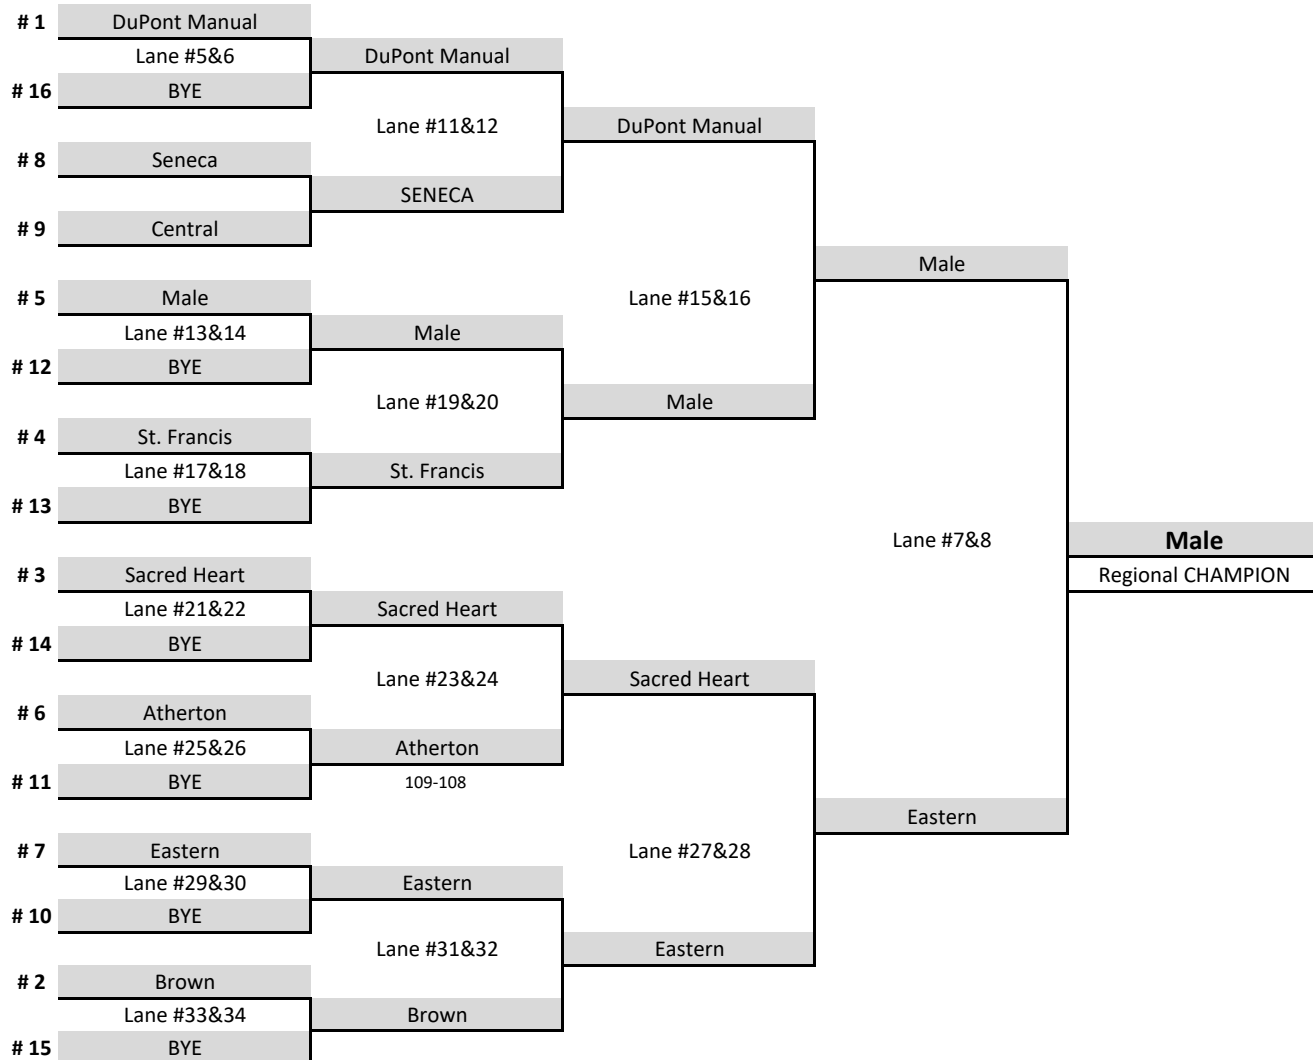 # 1 DuPont Manual
Lane #5&6 DuPont Manual
# 16 BYE
Lane #11&12 DuPont Manual
# 8 Seneca
SENECA
# 9 Central
Male
# 5 Male Lane #15&16
Lane #13&14 Male
# 12 BYE
Lane #19&20 Male
# 4 St. Francis
Lane #17&18 St. Francis
# 13 BYE
Lane #7&8 Male
# 3 Sacred Heart Regional CHAMPION
Lane #21&22 Sacred Heart
# 14 BYE
Lane #23&24 Sacred Heart
# 6 Atherton
Lane #25&26 Atherton
# 11 BYE 109-108
Eastern
# 7 Eastern Lane #27&28
Lane #29&30 Eastern
# 10 BYE
Lane #31&32 Eastern
# 2 Brown
Lane #33&34 Brown
# 15 BYE